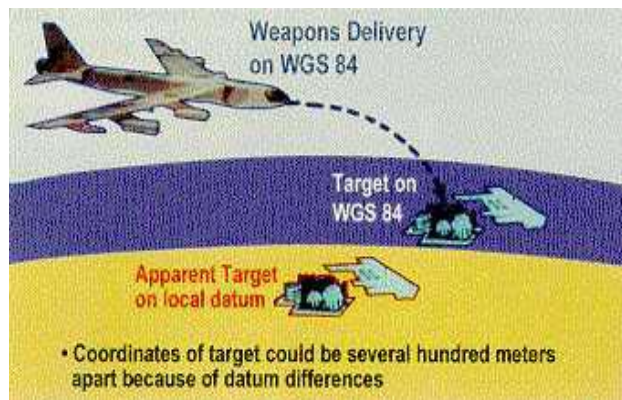 Weapons Delivery
on WGS 84
Target on
WGS 84
Apparent Target
on local datum
• Coordinates of target could be several hundred meters
apart because of datum differences